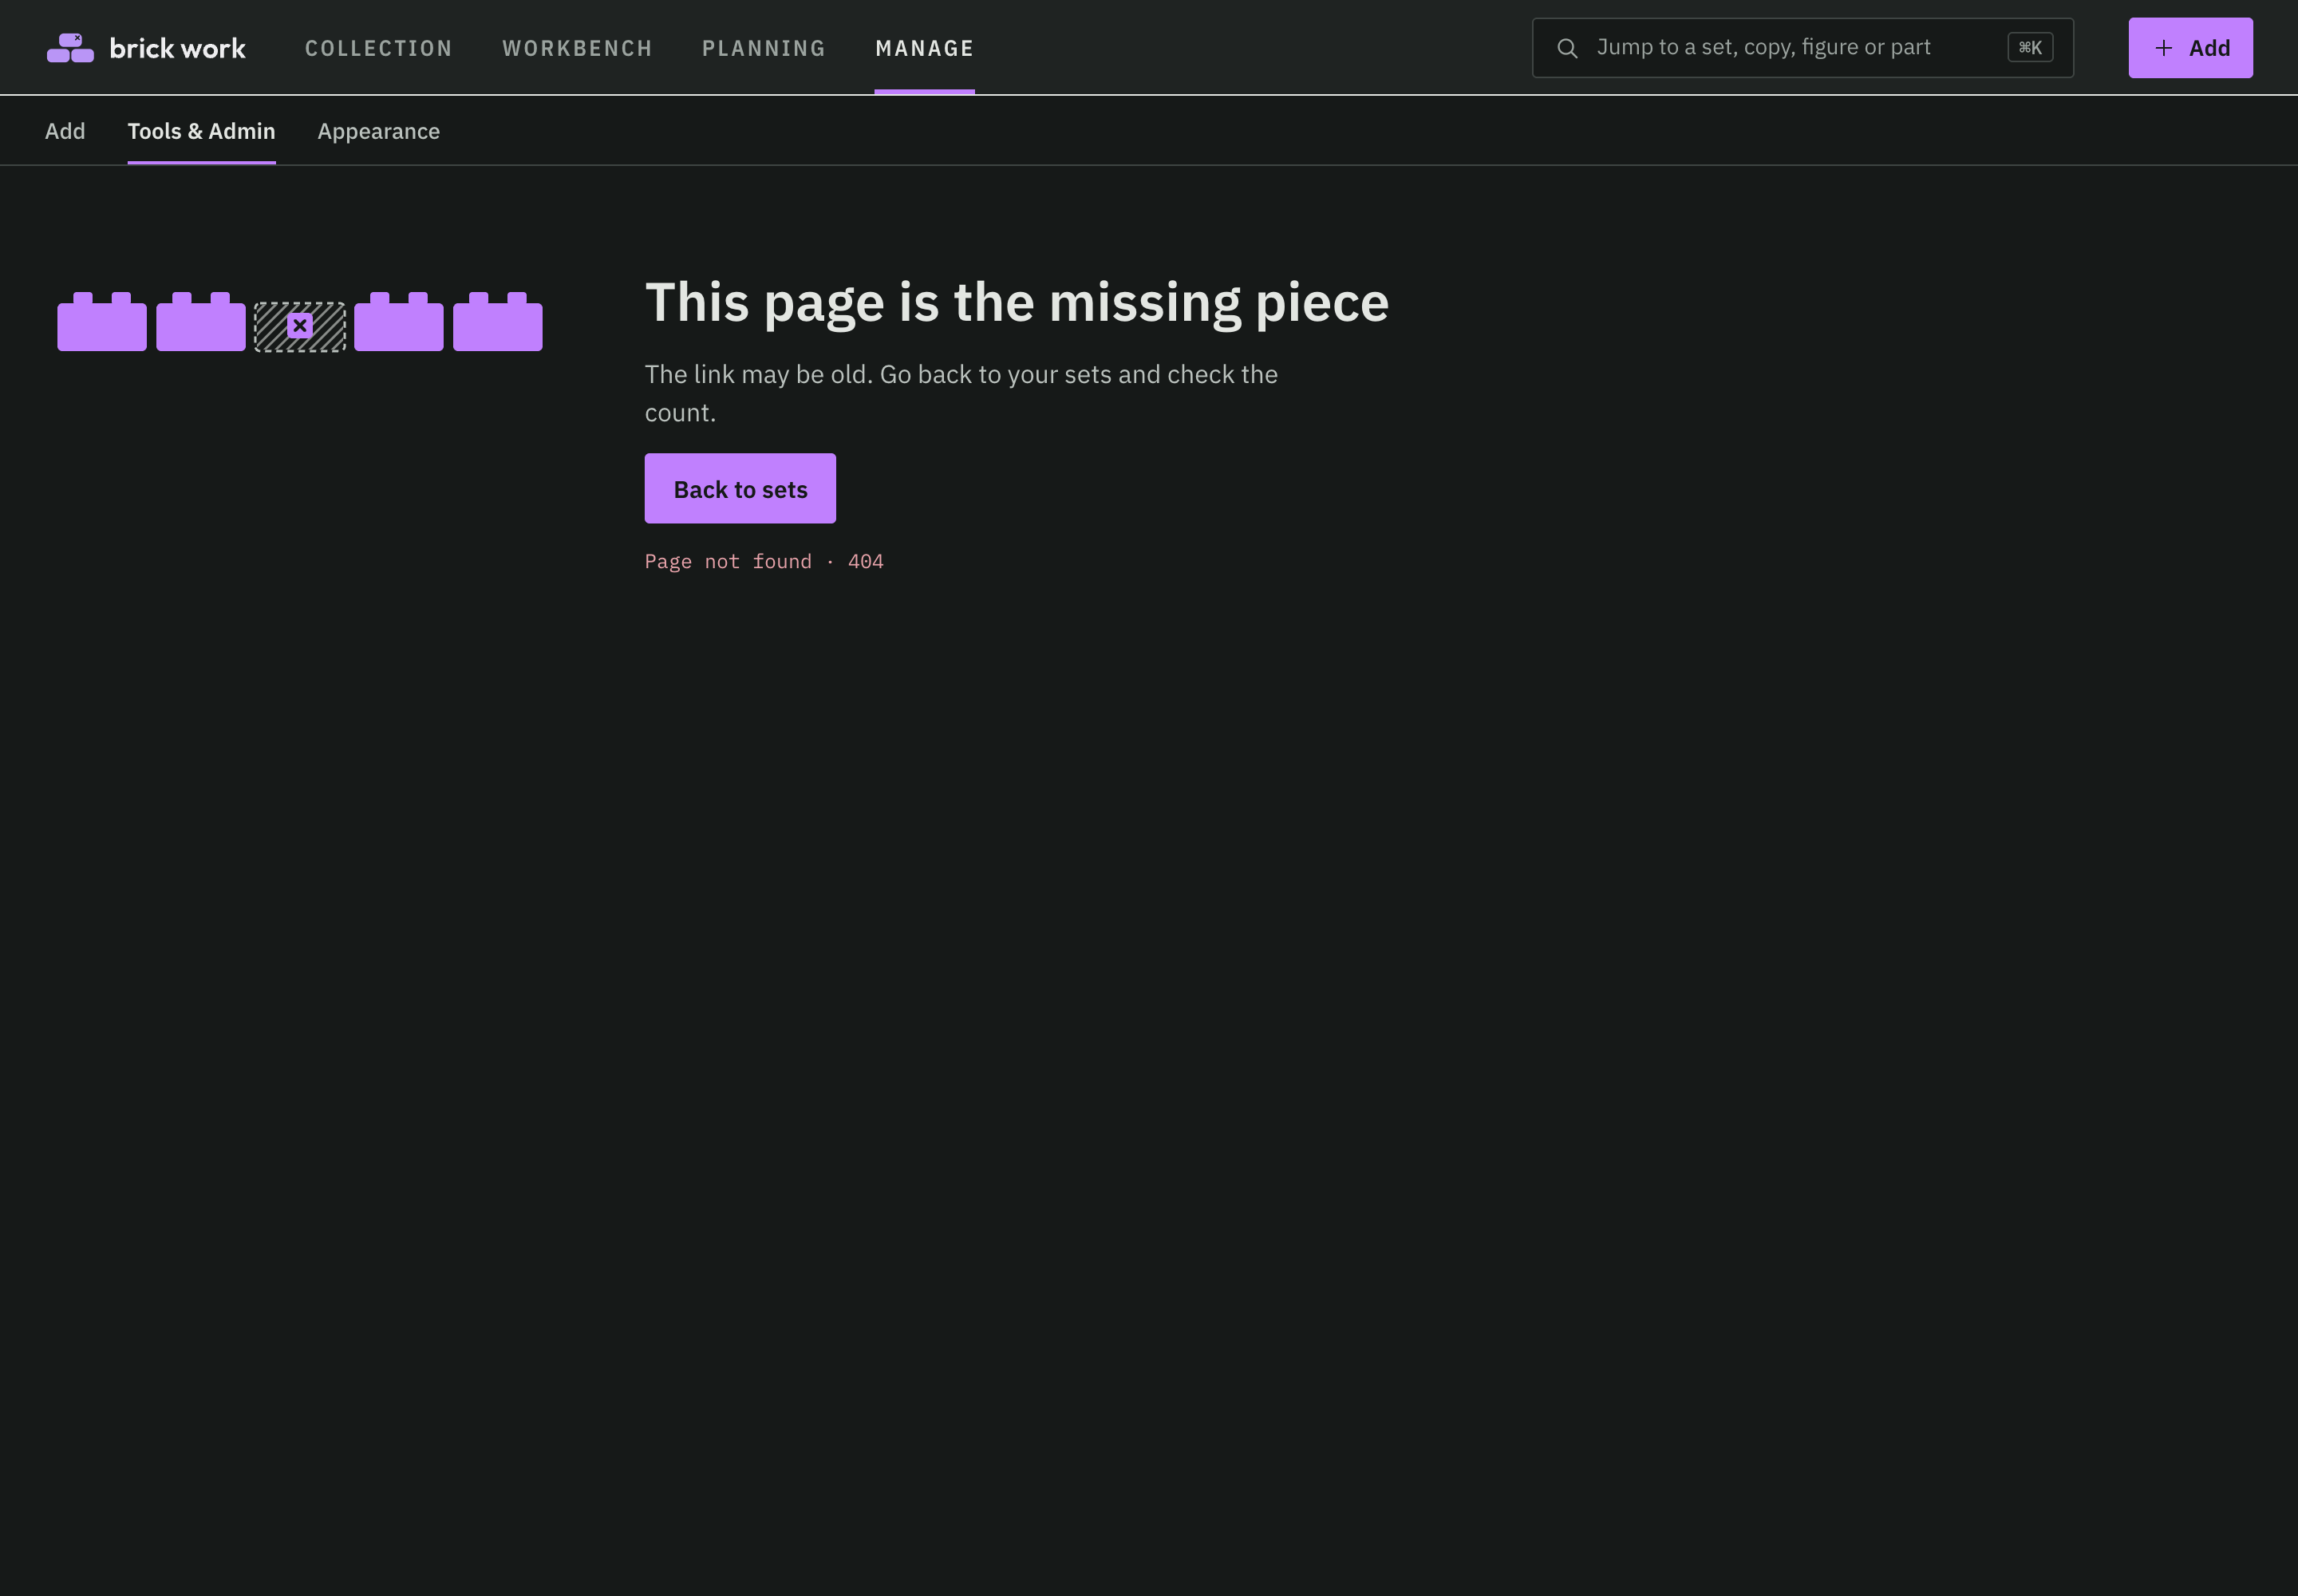 brick work
COLLECTION
WORKBENCH
PLANNING
MANAGE
Jump to a set, copy, figure or part
⌘K
+ Add
Add
Tools & Admin
Appearance
This page is the missing piece
The link may be old. Go back to your sets and check the
count.
Back to sets
Page not found · 404